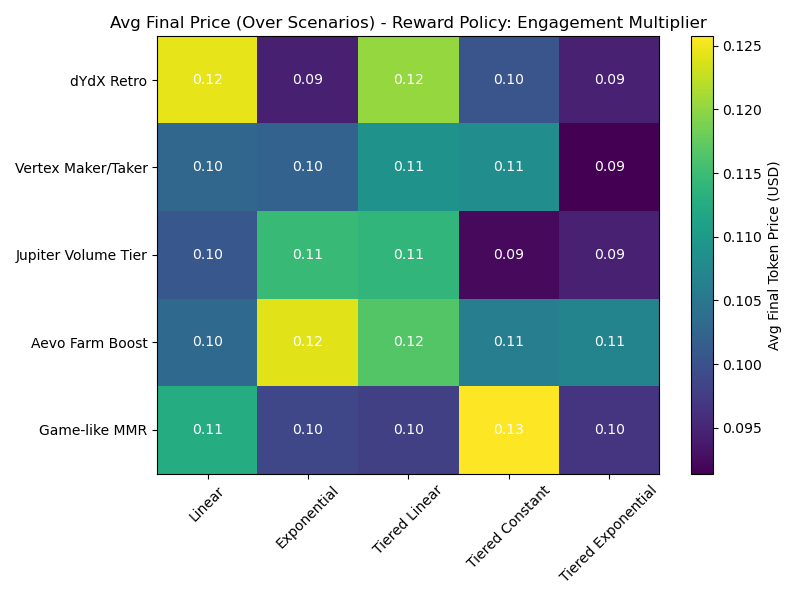 Avg Final Price (Over Scenarios) - Reward Policy: Engagement Multiplier
dYdX Retro 0.12 0.09 0.12 0.10 0.09
Vertex Maker/Taker 0.10 0.10 0.11 0.11 0.09
Jupiter Volume Tier 0.10 0.11 0.11 0.09 0.09
Aevo Farm Boost 0.10 0.12 0.12 0.11 0.11
Game-like MMR 0.11 0.10 0.10 0.13 0.10
Linear Exponential Tiered Linear Tiered Constant Tiered Exponential
0.125
0.120
0.115
0.110
0.105
0.100
0.095
Avg Final Token Price (USD)